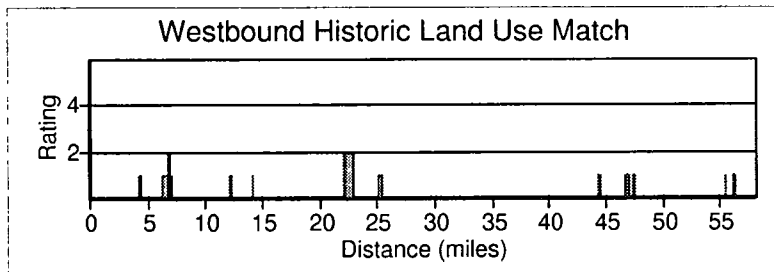 Westbound Historic Land Use Match
Rating
4
2
0 5 10 15 20 25 30 35 40 45 50 55
Distance (miles)